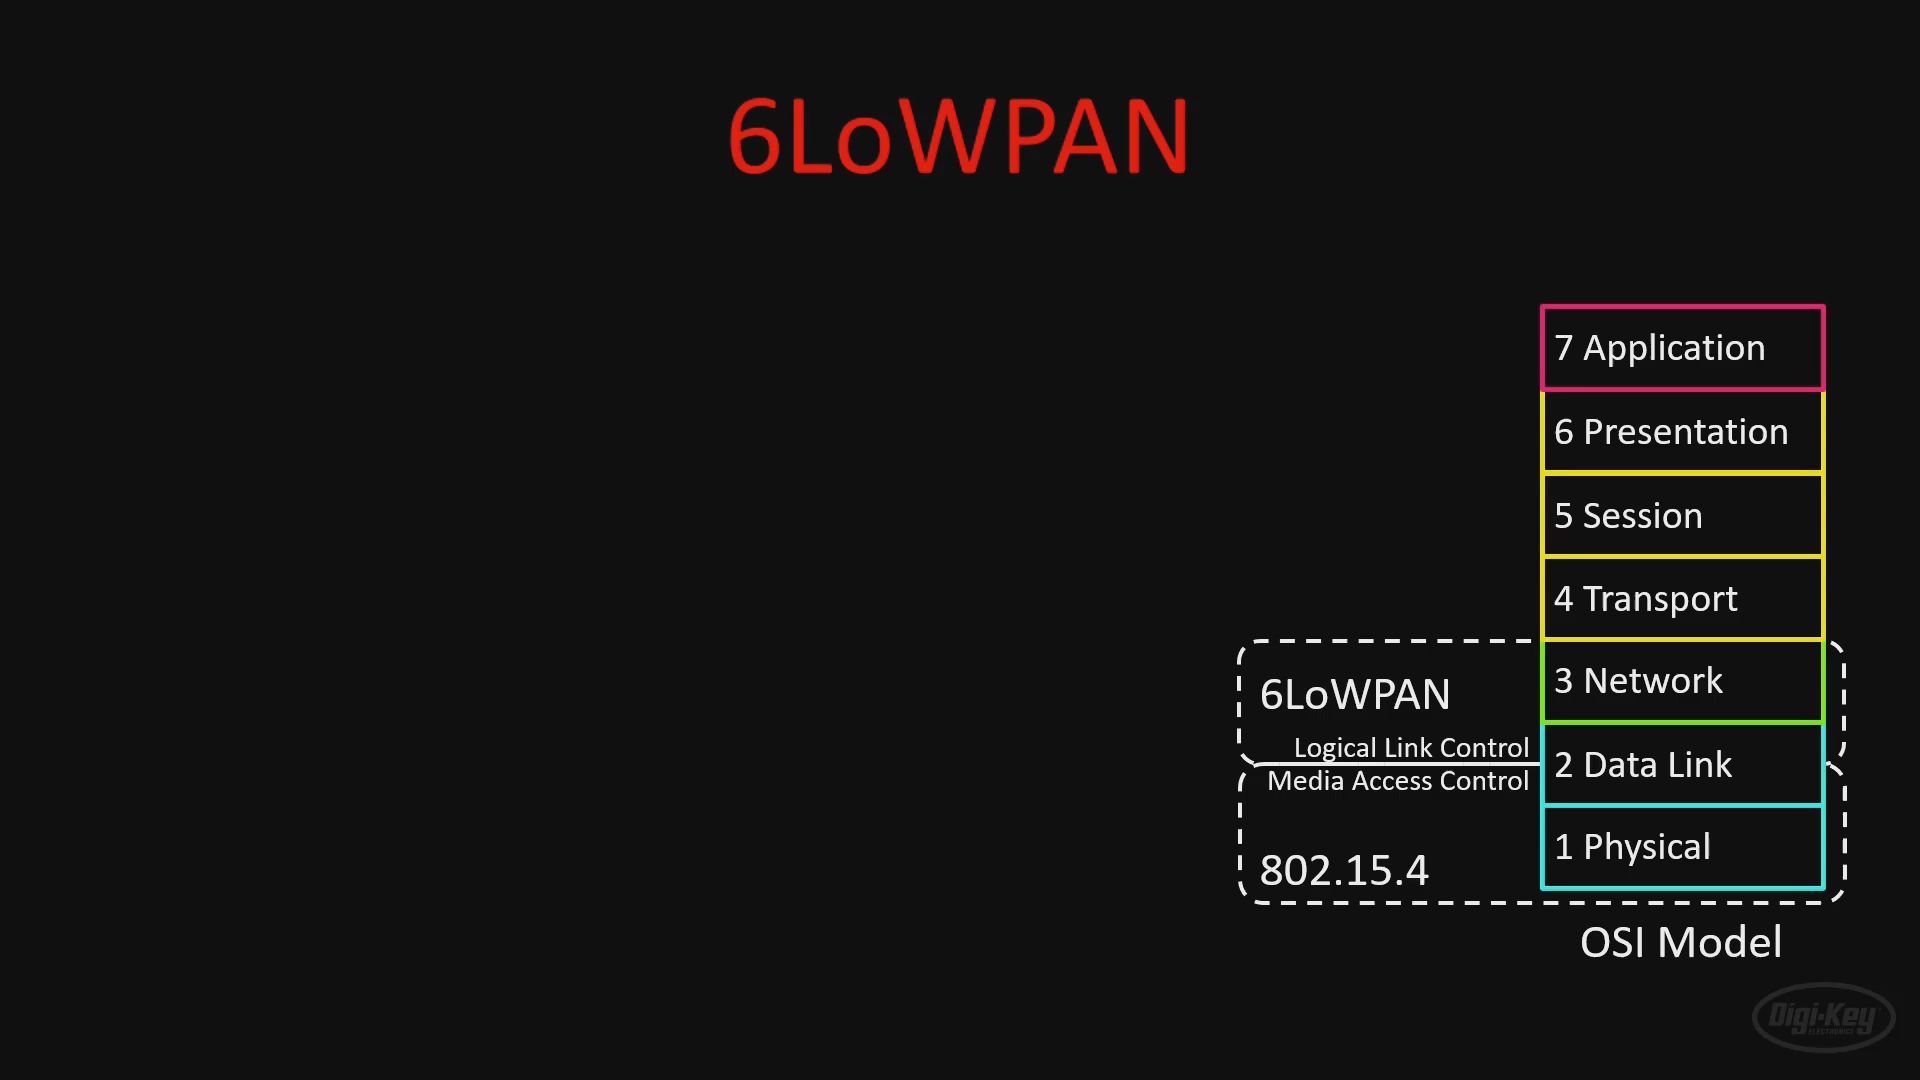 6LoWPAN
7 Application
6 Presentation
5 Session
4 Transport
3 Network
6LoWPAN
Logical Link Control
2 Data Link
Media Access Control
1 Physical
802.15.4
OSI Model
Digi-Key
ELECTRONICS